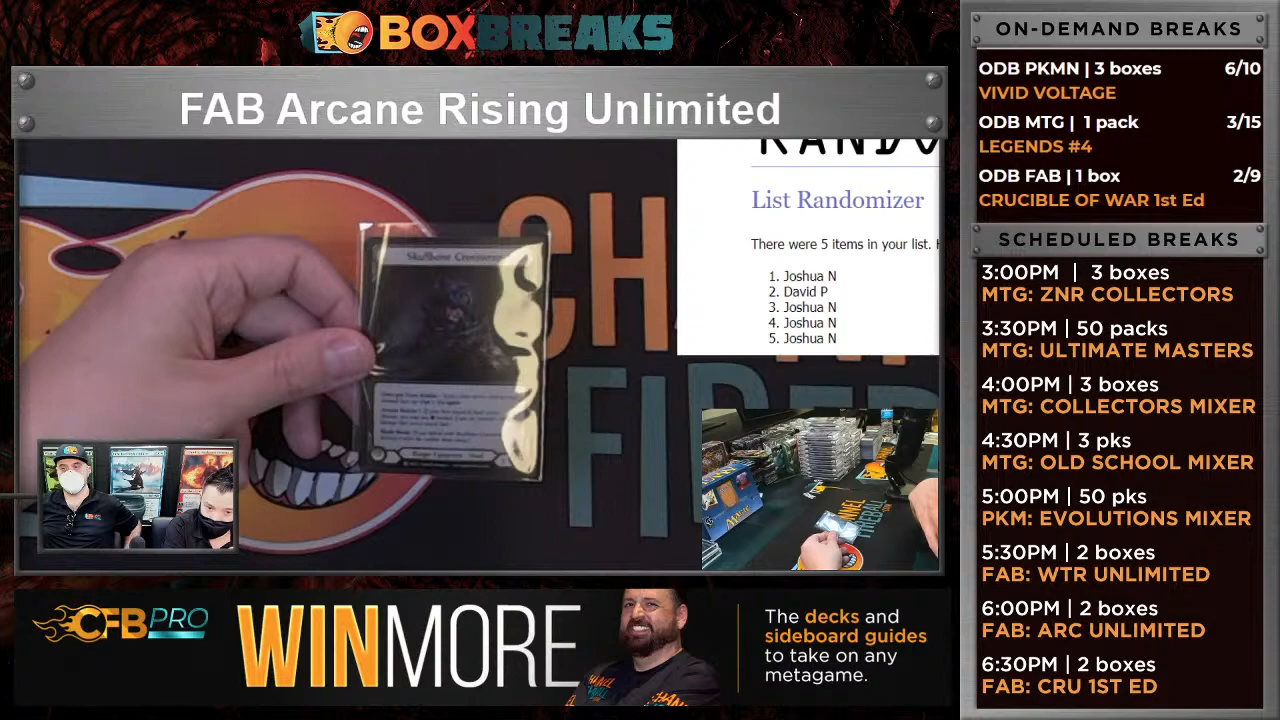 BOXBREAKS
FAB Arcane Rising Unlimited
List Randomizer
There were 5 items in your list.
1. Joshua N
2. David P
3. Joshua N
4. Joshua N
5. Joshua N
CFBPRO
WINMORE
The decks and
sideboard guides
to take on any
metagame.
ON-DEMAND BREAKS
ODB PKMN | 3 boxes 6/10
VIVID VOLTAGE
ODB MTG | 1 pack 3/15
LEGENDS #4
ODB FAB | 1 box 2/9
CRUCIBLE OF WAR 1st Ed
SCHEDULED BREAKS
3:00PM | 3 boxes
MTG: ZNR COLLECTORS
3:30PM | 50 packs
MTG: ULTIMATE MASTERS
4:00PM | 3 boxes
MTG: COLLECTORS MIXER
4:30PM | 3 pks
MTG: OLD SCHOOL MIXER
5:00PM | 50 pks
PKM: EVOLUTIONS MIXER
5:30PM | 2 boxes
FAB: WTR UNLIMITED
6:00PM | 2 boxes
FAB: ARC UNLIMITED
6:30PM | 2 boxes
FAB: CRU 1ST ED